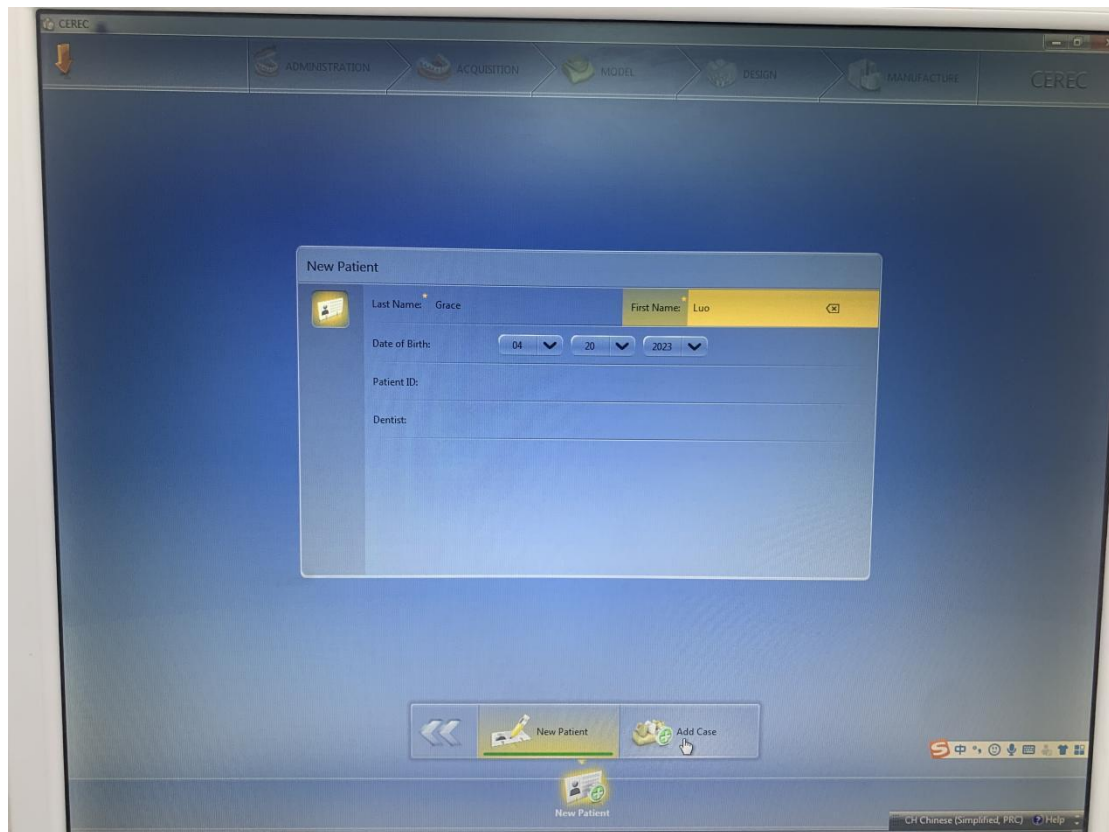 CEREC
ADMINISTRATION ACQUISITION MODEL DESIGN MANUFACTURE CEREC
New Patient
Last Name: * Grace First Name: * Luo
Date of Birth: 04 20 2023
Patient ID:
Dentist:
New Patient Add Case
中
New Patient
CH Chinese (Simplified, PRC) Help